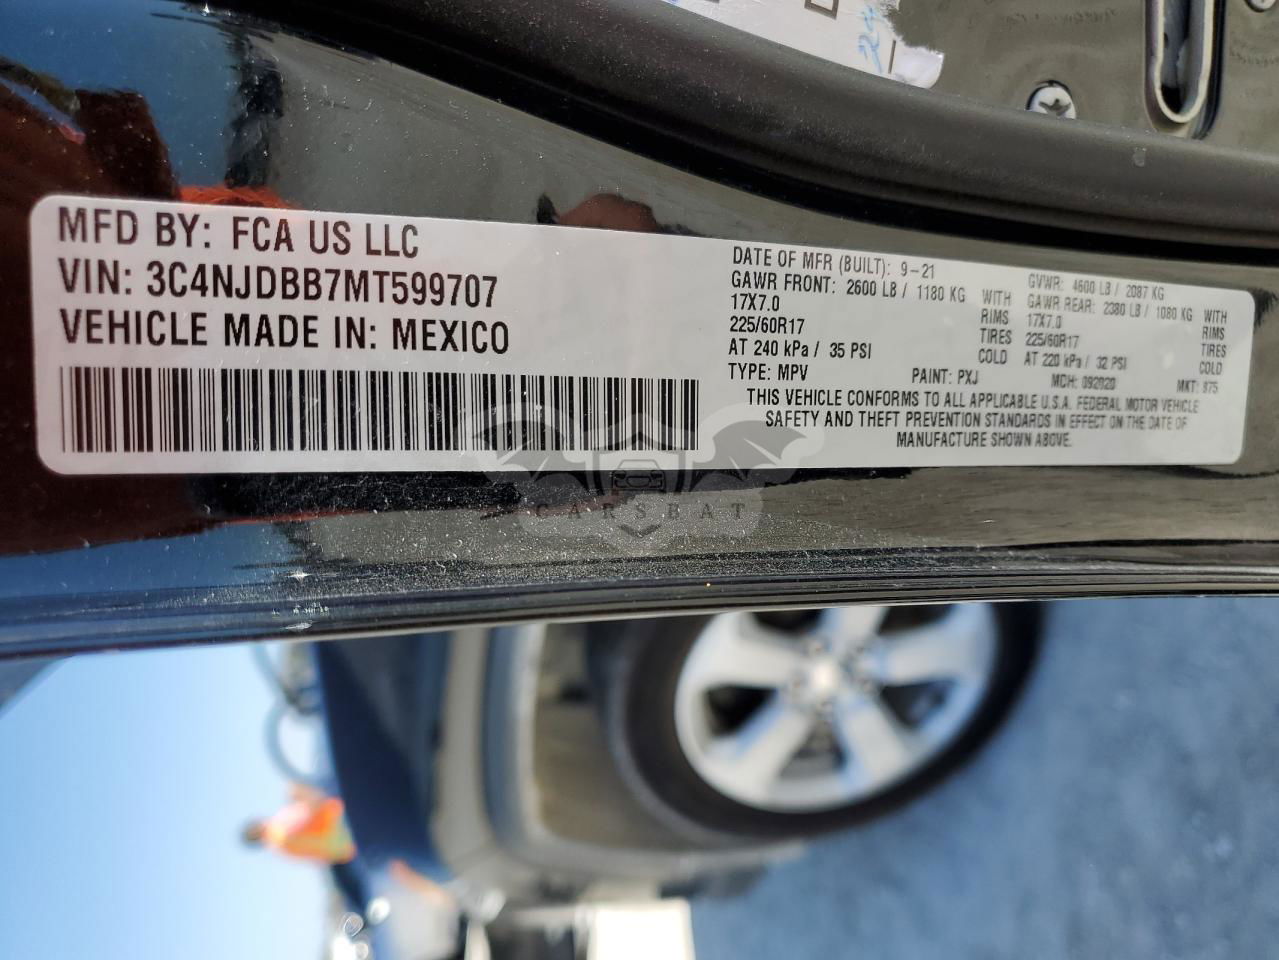 MFD BY: FCA US LLC
VIN: 3C4NJDBB7MT599707
VEHICLE MADE IN: MEXICO
DATE OF MFR (BUILT): 9-21
GAWR FRONT: 2600 LB / 1180 KG WITH
17X7.0 RIMS
225/60R17 TIRES
AT 240 kPa / 35 PSI COLD
TYPE: MPV PAINT: PXJ
GVWR: 4600 LB / 2087 KG
GAWR REAR: 2380 LB / 1080 KG WITH
17X7.0 RIMS
225/60R17 TIRES
AT 220 kPa / 32 PSI COLD
MCH: 092020 MKT: 975
THIS VEHICLE CONFORMS TO ALL APPLICABLE U.S.A. FEDERAL MOTOR VEHICLE
SAFETY AND THEFT PREVENTION STANDARDS IN EFFECT ON THE DATE OF
MANUFACTURE SHOWN ABOVE.
CARSBAT